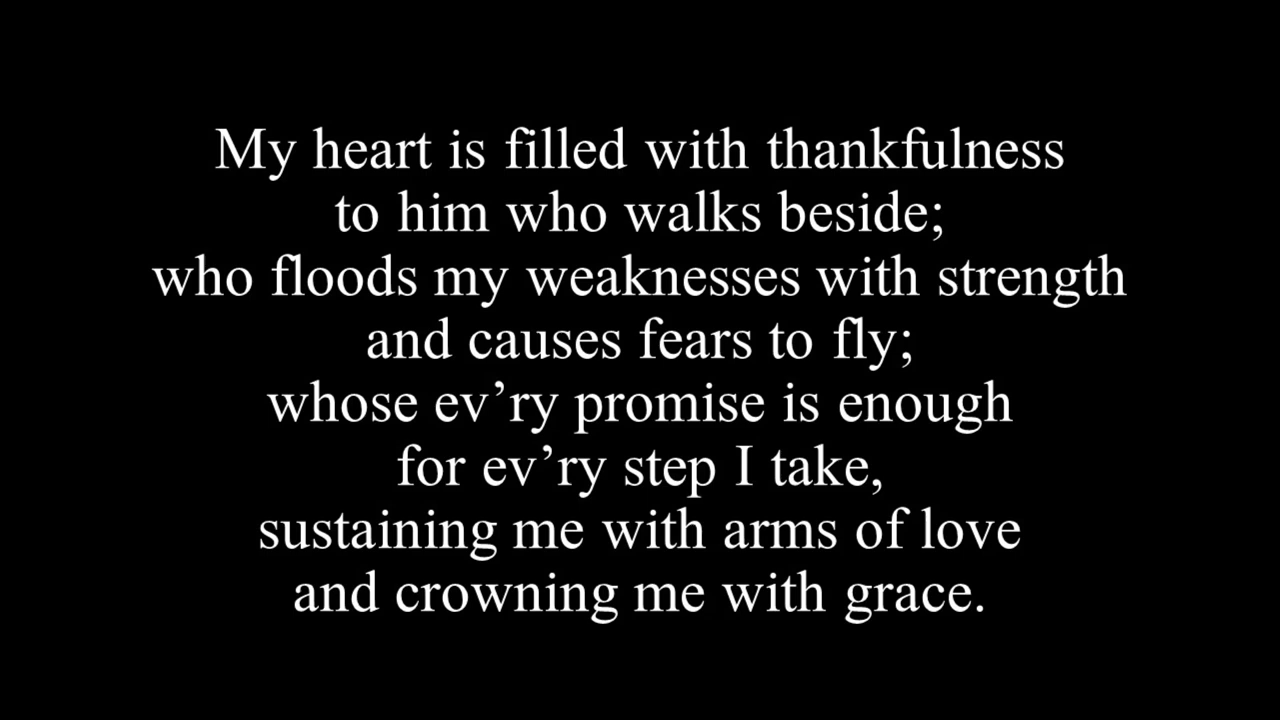 My heart is filled with thankfulness
to him who walks beside;
who floods my weaknesses with strength
and causes fears to fly;
whose ev’ry promise is enough
for ev’ry step I take,
sustaining me with arms of love
and crowning me with grace.